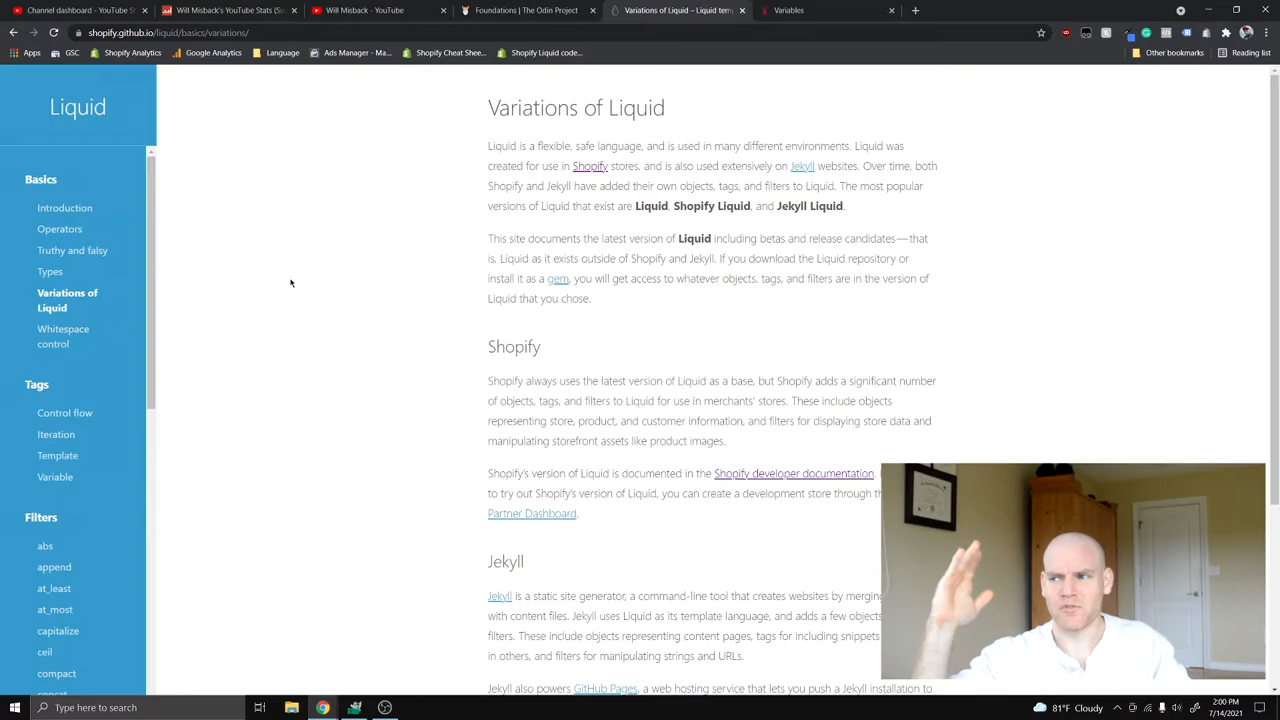 Channel dashboard - YouTube St
Will Misback's YouTube Stats (Su
Will Misback - YouTube
Foundations | The Odin Project
Variations of Liquid – Liquid tem
Variables
shopify.github.io/liquid/basics/variations/
Apps
GSC
Shopify Analytics
Google Analytics
Language
Ads Manager - Ma...
Shopify Cheat Shee...
Shopify Liquid code...
Other bookmarks
Reading list
Liquid
Basics
Introduction
Operators
Truthy and falsy
Types
Variations of
Liquid
Whitespace
control
Tags
Control flow
Iteration
Template
Variable
Filters
abs
append
at_least
at_most
capitalize
ceil
compact
concat
Variations of Liquid
Liquid is a flexible, safe language, and is used in many different environments. Liquid was
created for use in Shopify stores, and is also used extensively on Jekyll websites. Over time, both
Shopify and Jekyll have added their own objects, tags, and filters to Liquid. The most popular
versions of Liquid that exist are Liquid, Shopify Liquid, and Jekyll Liquid.
This site documents the latest version of Liquid including betas and release candidates — that
is, Liquid as it exists outside of Shopify and Jekyll. If you download the Liquid repository or
install it as a gem, you will get access to whatever objects, tags, and filters are in the version of
Liquid that you chose.
Shopify
Shopify always uses the latest version of Liquid as a base, but Shopify adds a significant number
of objects, tags, and filters to Liquid for use in merchants' stores. These include objects
representing store, product, and customer information, and filters for displaying store data and
manipulating storefront assets like product images.
Shopify's version of Liquid is documented in the Shopify developer documentation.
to try out Shopify's version of Liquid, you can create a development store through th
Partner Dashboard.
Jekyll
Jekyll is a static site generator, a command-line tool that creates websites by merging
with content files. Jekyll uses Liquid as its template language, and adds a few objects
filters. These include objects representing content pages, tags for including snippets
in others, and filters for manipulating strings and URLs.
Jekyll also powers GitHub Pages, a web hosting service that lets you push a Jekyll installation to
Type here to search
81°F Cloudy
2:00 PM
7/14/2021